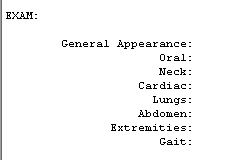 EXAM:
General Appearance:
Oral:
Neck:
Cardiac:
Lungs:
Abdomen:
Extremities:
Gait: